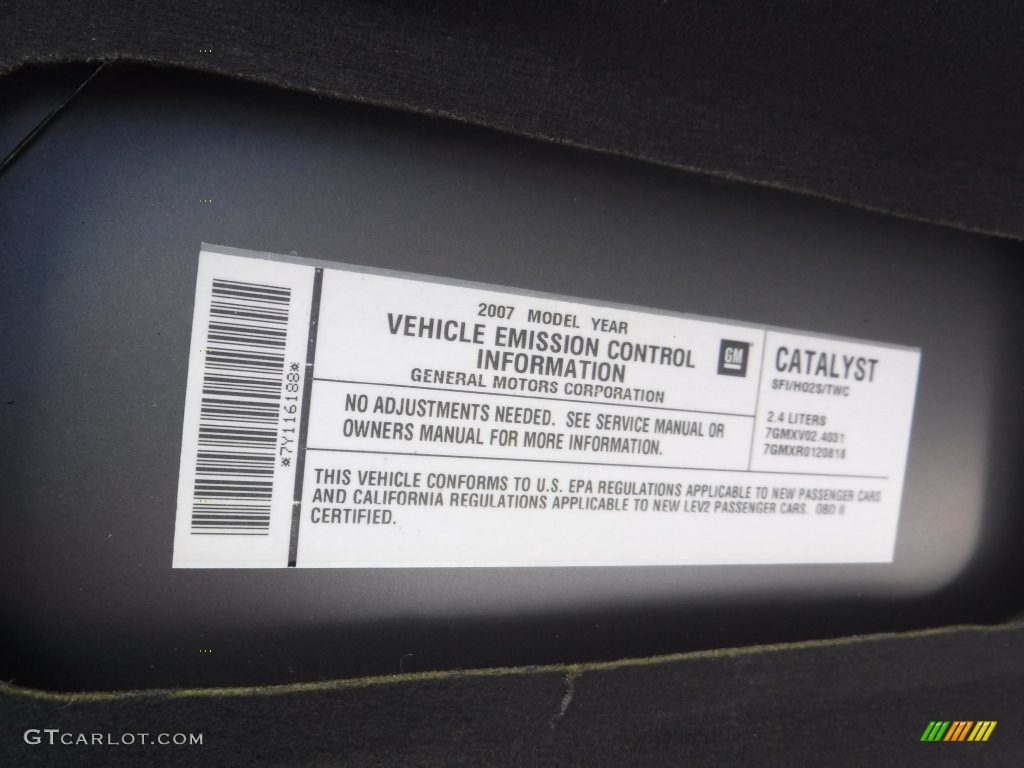 *7Y116188*
2007 MODEL YEAR
VEHICLE EMISSION CONTROL
INFORMATION
GENERAL MOTORS CORPORATION
GM
NO ADJUSTMENTS NEEDED. SEE SERVICE MANUAL OR
OWNERS MANUAL FOR MORE INFORMATION.
CATALYST
SFI/HO2S/TWC
2.4 LITERS
7GMXV02.4031
7GMXR0120818
THIS VEHICLE CONFORMS TO U.S. EPA REGULATIONS APPLICABLE TO NEW PASSENGER CARS
AND CALIFORNIA REGULATIONS APPLICABLE TO NEW LEV2 PASSENGER CARS. OBD II
CERTIFIED.
GTCARLOT.COM